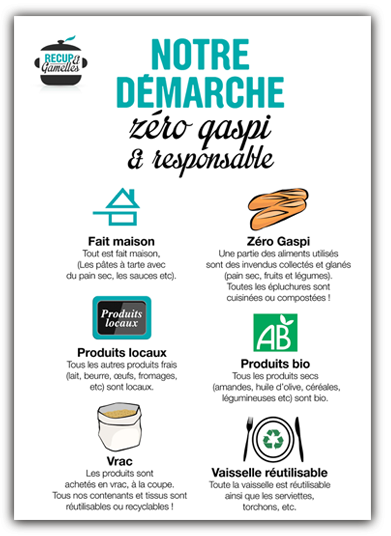 RECUP &
Gamelles
NOTRE
DÉMARCHE
zéro gaspi
& responsable
Fait maison
Tout est fait maison,
(Les pâtes à tarte avec
du pain sec, les sauces etc).
Zéro Gaspi
Une partie des aliments utilisés
sont des invendus collectés et glanés
(pain sec, fruits et légumes).
Toutes les épluchures sont
cuisinées ou compostées !
Produits
locaux
Produits locaux
Tous les autres produits frais
(lait, beurre, œufs, fromages,
etc) sont locaux.
AB
Produits bio
Tous les produits secs
(amandes, huile d'olive, céréales,
légumineuses etc) sont bio.
Vrac
Les produits sont
achetés en vrac, à la coupe.
Tous nos contenants et tissus sont
réutilisables ou recyclables !
Vaisselle réutilisable
Toute la vaisselle est réutilisable
ainsi que les serviettes,
torchons, etc.